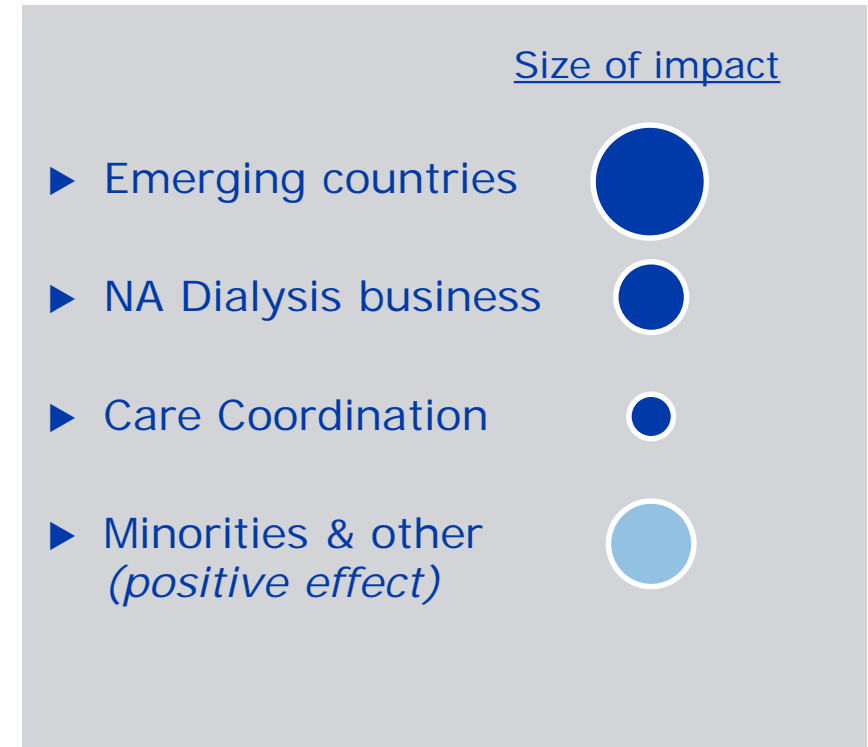 Size of impact
Emerging countries
NA Dialysis business
Care Coordination
Minorities & other
(positive effect)